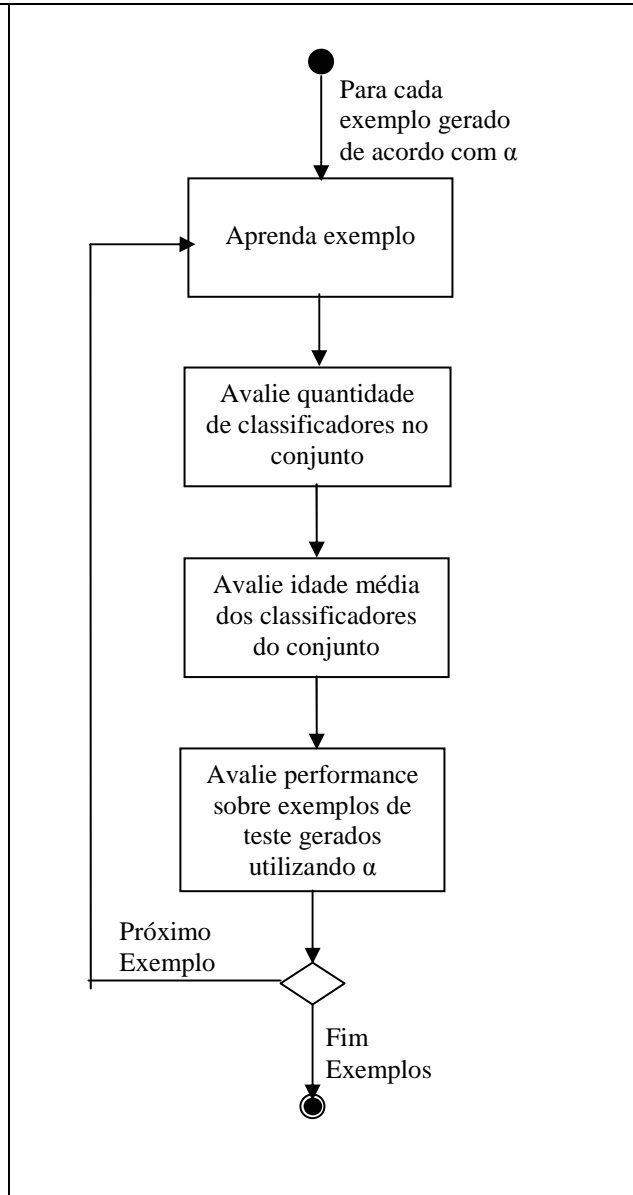 Para cada
exemplo gerado
de acordo com α
Aprenda exemplo
Avalie quantidade
de classificadores no
conjunto
Avalie idade média
dos classificadores
do conjunto
Avalie performance
sobre exemplos de
teste gerados
utilizando α
Próximo
Exemplo
Fim
Exemplos